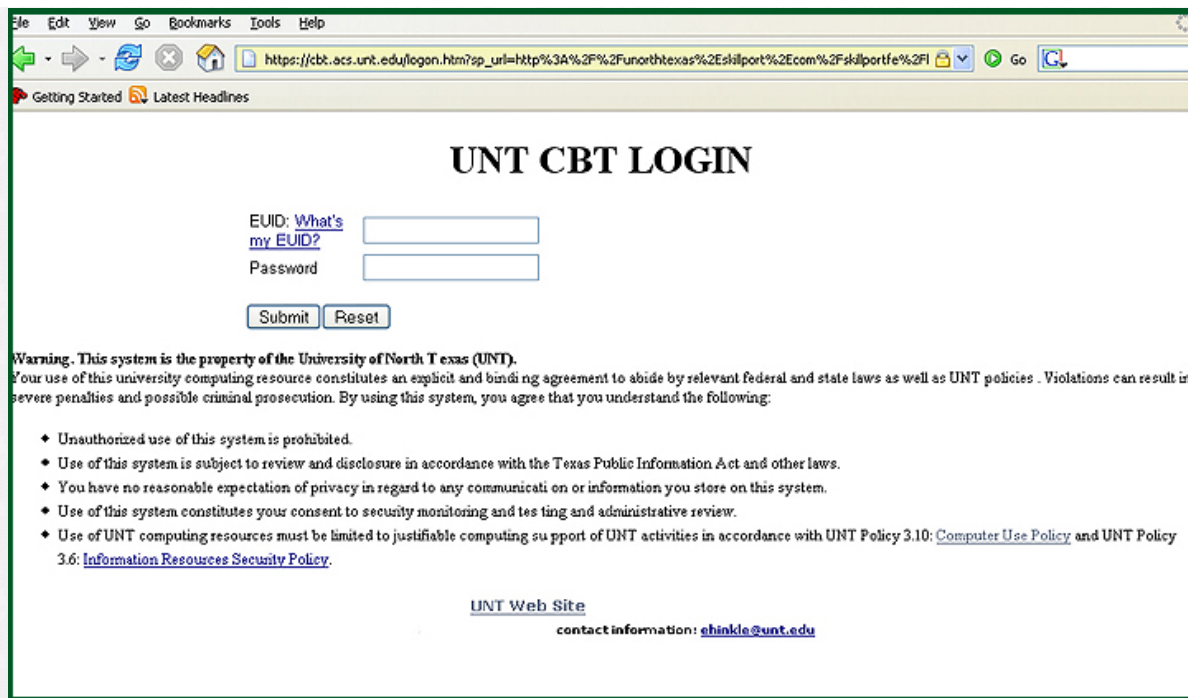 File Edit View Go Bookmarks Tools Help
https://cbt.acs.unt.edu/logon.htm?sp_url=http%3A%2F%2Funorthtexas%2Eskillport%2Ecom%2Fskillportfe%2Fl Go G
Getting Started Latest Headlines
UNT CBT LOGIN
EUID: What's
my EUID?
Password
Submit Reset
Warning. This system is the property of the University of North T exas (UNT).
Your use of this university computing resource constitutes an explicit and bindi ng agreement to abide by relevant federal and state laws as well as UNT policies . Violations can result in
severe penalties and possible criminal prosecution. By using this system, you agree that you understand the following:
◆ Unauthorized use of this system is prohibited.
◆ Use of this system is subject to review and disclosure in accordance with the Texas Public Information Act and other laws.
◆ You have no reasonable expectation of privacy in regard to any communicati on or information you store on this system.
◆ Use of this system constitutes your consent to security monitoring and tes ting and administrative review.
◆ Use of UNT computing resources must be limited to justifiable computing su pport of UNT activities in accordance with UNT Policy 3.10: Computer Use Policy and UNT Policy
3.6: Information Resources Security Policy.
UNT Web Site
contact information: ehinkle@unt.edu